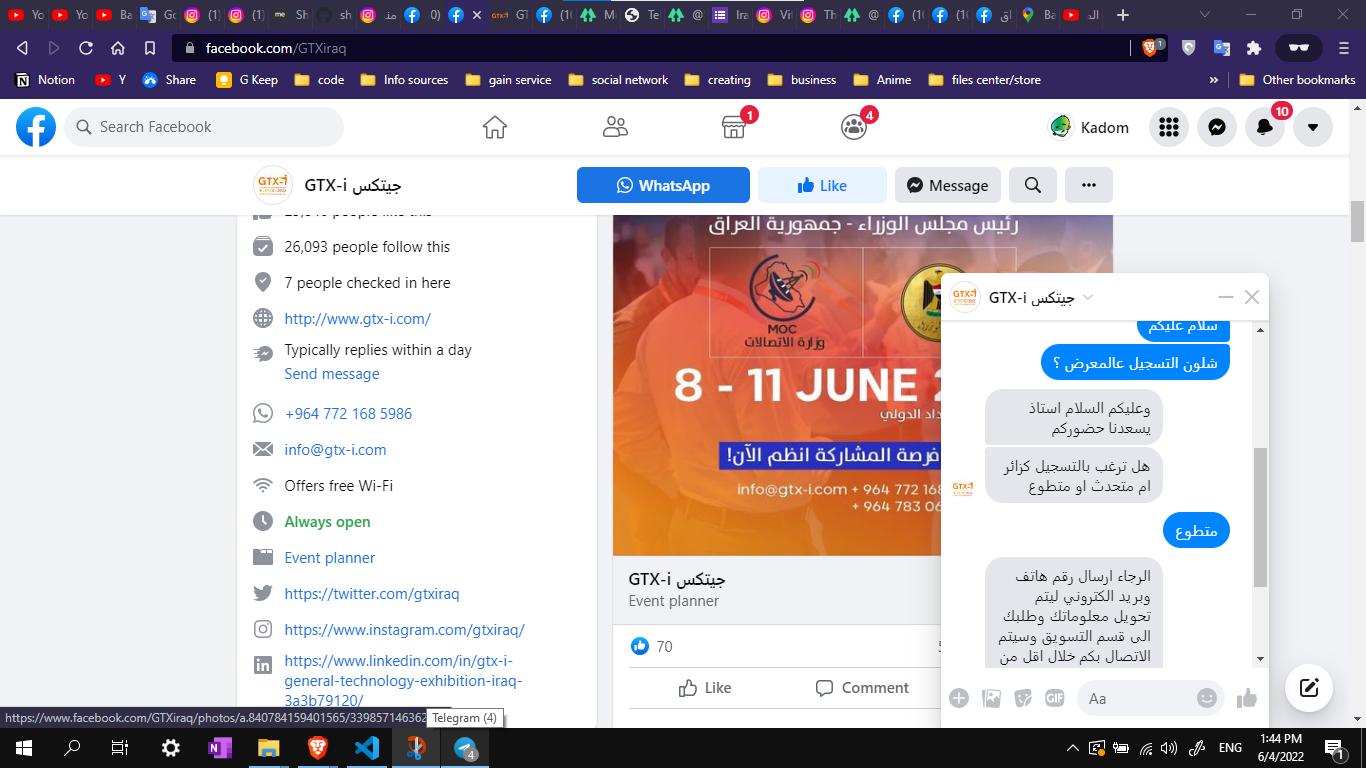 Yo
Yo
Ba
Go
(1)
(1)
Sh
sh
منـ
0)
GT
(10
Mi
Te
@
Ira
Vit
Th
@
(10
(10
اق
Ba
الد
facebook.com/GTXiraq
1
Notion
Y
Share
G Keep
code
Info sources
gain service
social network
creating
business
Anime
files center/store
»
Other bookmarks
Search Facebook
1
4
Kadom
10
GTX-i جيتكس
WhatsApp
Like
Message
26,093 people follow this
7 people checked in here
http://www.gtx-i.com/
Typically replies within a day
Send message
+964 772 168 5986
info@gtx-i.com
Offers free Wi-Fi
Always open
Event planner
https://twitter.com/gtxiraq
https://www.instagram.com/gtxiraq/
https://www.linkedin.com/in/gtx-i-
general-technology-exhibition-iraq-
3a3b79120/
رئيس مجلس الوزراء - جمهورية العراق
MOC
وزارة الاتصالات
8 - 11 JUNE 2
داد الدولي
فرصة المشاركة انظم الآن!
info@gtx-i.com + 964 772 168
+ 964 783 06
GTX-i جيتكس
Event planner
70
Like
Comment
GTX-i جيتكس
سلام عليكم
شلون التسجيل عالمعرض ؟
وعليكم السلام استاذ
يسعدنا حضوركم
هل ترغب بالتسجيل كزائر
ام متحدث او متطوع
متطوع
الرجاء ارسال رقم هاتف
وبريد الكتروني ليتم
تحويل معلوماتك وطلبك
الى قسم التسويق وسيتم
الاتصال بكم خلال اقل من
GIF
Aa
https://www.facebook.com/GTXiraq/photos/a.840784159401565/339857146362
Telegram (4)
4
ENG
1:44 PM
6/4/2022
1